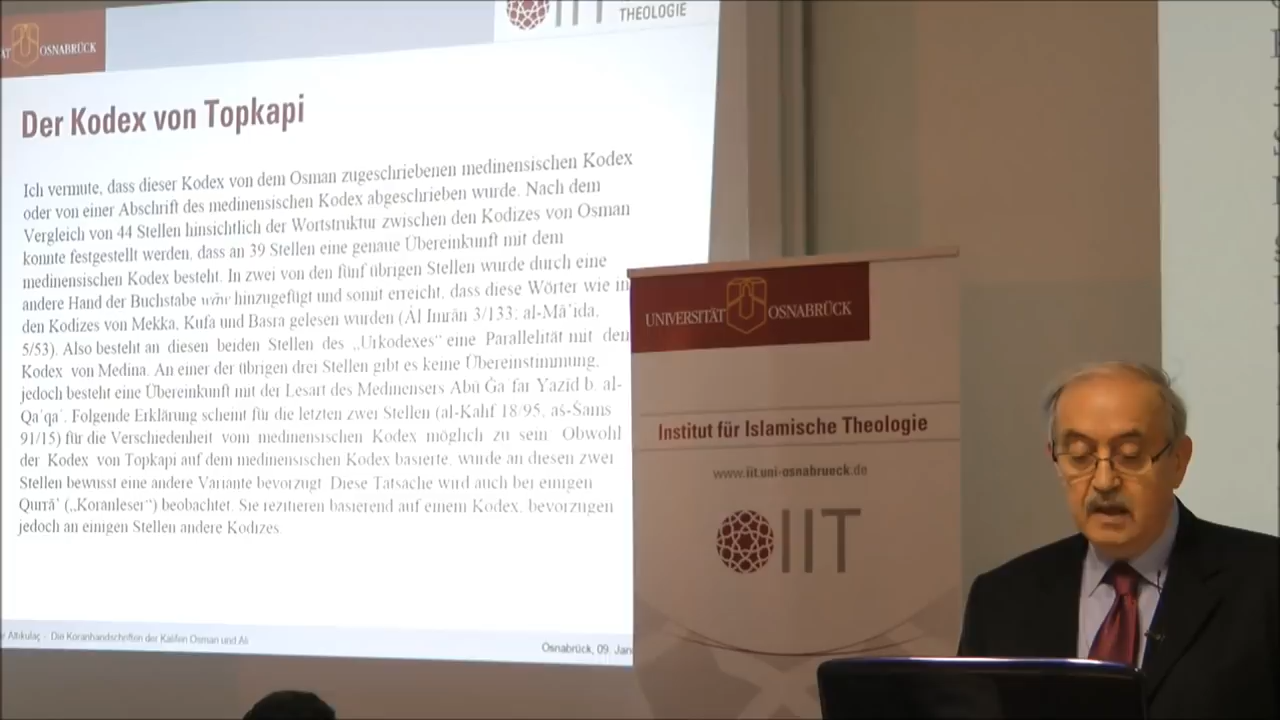 ÄT OSNABRÜCK
IIT THEOLOGIE
Der Kodex von Topkapi
Ich vermute, dass dieser Kodex von dem Osman zugeschriebenen medinensischen Kodex
oder von einer Abschrift des medinensischen Kodex abgeschrieben wurde. Nach dem
Vergleich von 44 Stellen hinsichtlich der Wortstruktur zwischen den Kodizes von Osman
konnte festgestellt werden, dass an 39 Stellen eine genaue Übereinkunft mit dem
medinensischen Kodex besteht. In zwei von den fünf übrigen Stellen wurde durch eine
andere Hand der Buchstabe wāw hinzugefügt und somit erreicht, dass diese Wörter wie in
den Kodizes von Mekka, Kufa und Basra gelesen wurden (Āl Imrān 3/133; al-Māʾida,
5/53). Also besteht an diesen beiden Stellen des „Urkodexes“ eine Parallelität mit den
Kodex von Medina. An einer der übrigen drei Stellen gibt es keine Übereinstimmung,
jedoch besteht eine Übereinkunft mit der Lesart des Medinensers Abū Ǧaʿfar Yazid b. al-
Qaʿqaʿ. Folgende Erklärung scheint für die letzten zwei Stellen (al-Kahf 18/95, aš-Šams
91/15) für die Verschiedenheit vom medinensischen Kodex möglich zu sein. Obwohl
der Kodex von Topkapi auf dem medinensischen Kodex basierte, wurde an diesen zwei
Stellen bewusst eine andere Variante bevorzugt. Diese Tatsache wird auch bei einigen
Qurrāʾ („Koranleser“) beobachtet. Sie rezitieren basierend auf einem Kodex, bevorzugen
jedoch an einigen Stellen andere Kodizes.
r Altıkulaç - Die Koranhandschriften der Kalifen Osman und Ali
Osnabrück, 09. Jan
UNIVERSITÄT OSNABRÜCK
Institut für Islamische Theologie
www.iit.uni-osnabrueck.de
IIT